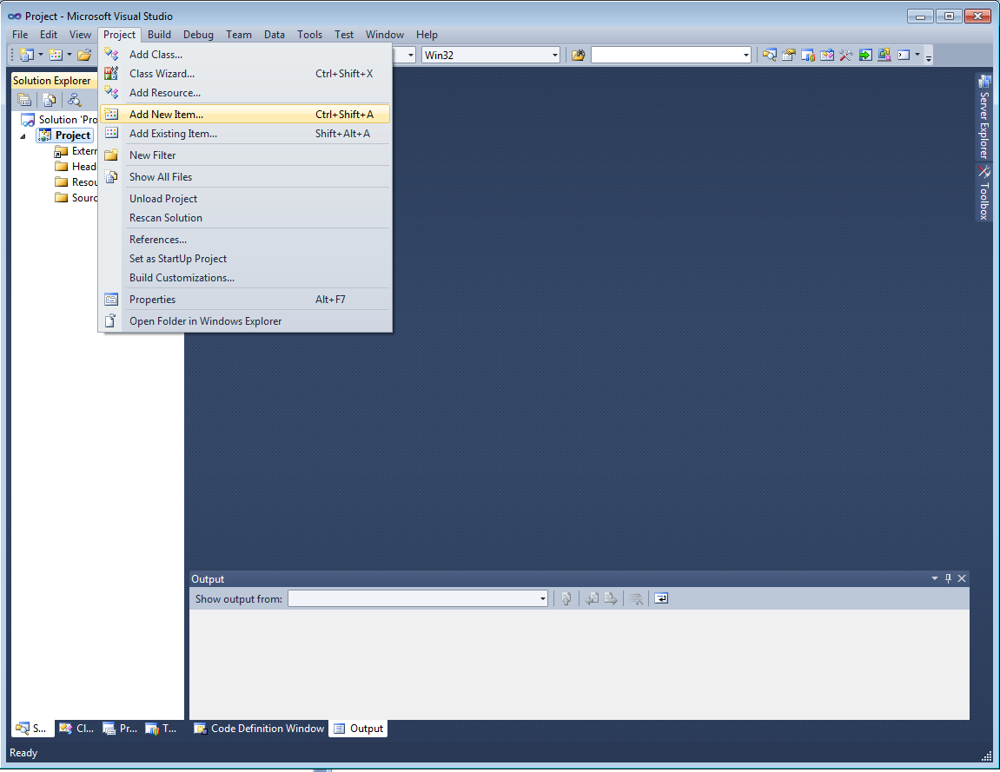 Project - Microsoft Visual Studio
File Edit View Project Build Debug Team Data Tools Test Window Help
Win32
Add Class...
Class Wizard... Ctrl+Shift+X
Add Resource...
Add New Item... Ctrl+Shift+A
Add Existing Item... Shift+Alt+A
New Filter
Show All Files
Unload Project
Rescan Solution
References...
Set as StartUp Project
Build Customizations...
Properties Alt+F7
Open Folder in Windows Explorer
Solution Explorer
Solution 'Pro
Project
Extern
Head
Resou
Sourc
Server Explorer
Toolbox
Output
Show output from:
S... Cl... Pr... T... Code Definition Window Output
Ready